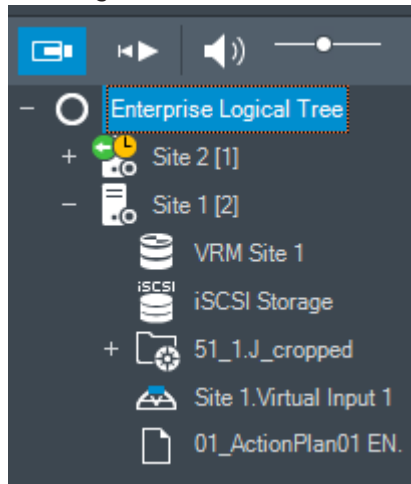 Enterprise Logical Tree
Site 2 [1]
Site 1 [2]
VRM Site 1
iSCSI
iSCSI Storage
51_1.J_cropped
Site 1.Virtual Input 1
01_ActionPlan01 EN.